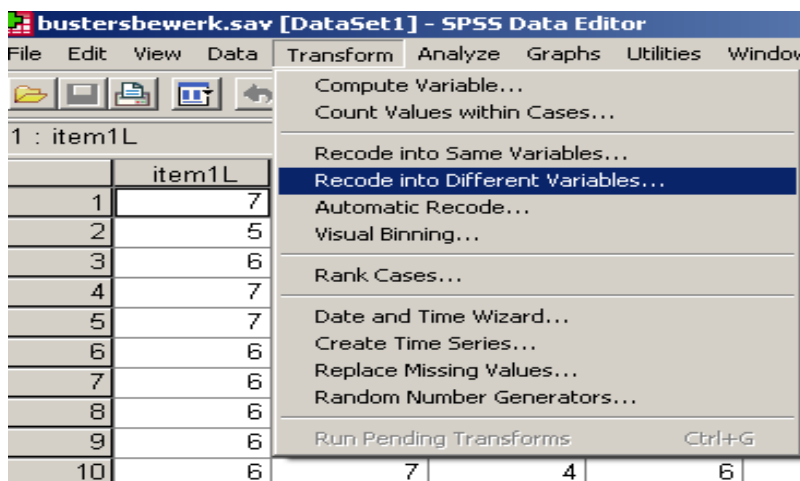 bustersbewerk.sav [DataSet1] - SPSS Data Editor
File Edit View Data Transform Analyze Graphs Utilities Window
1 : item1L
item1L
1 7
2 5
3 6
4 7
5 7
6 6
7 6
8 6
9 6
10 6 7 4 6
Compute Variable...
Count Values within Cases...
Recode into Same Variables...
Recode into Different Variables...
Automatic Recode...
Visual Binning...
Rank Cases...
Date and Time Wizard...
Create Time Series...
Replace Missing Values...
Random Number Generators...
Run Pending Transforms Ctrl+G